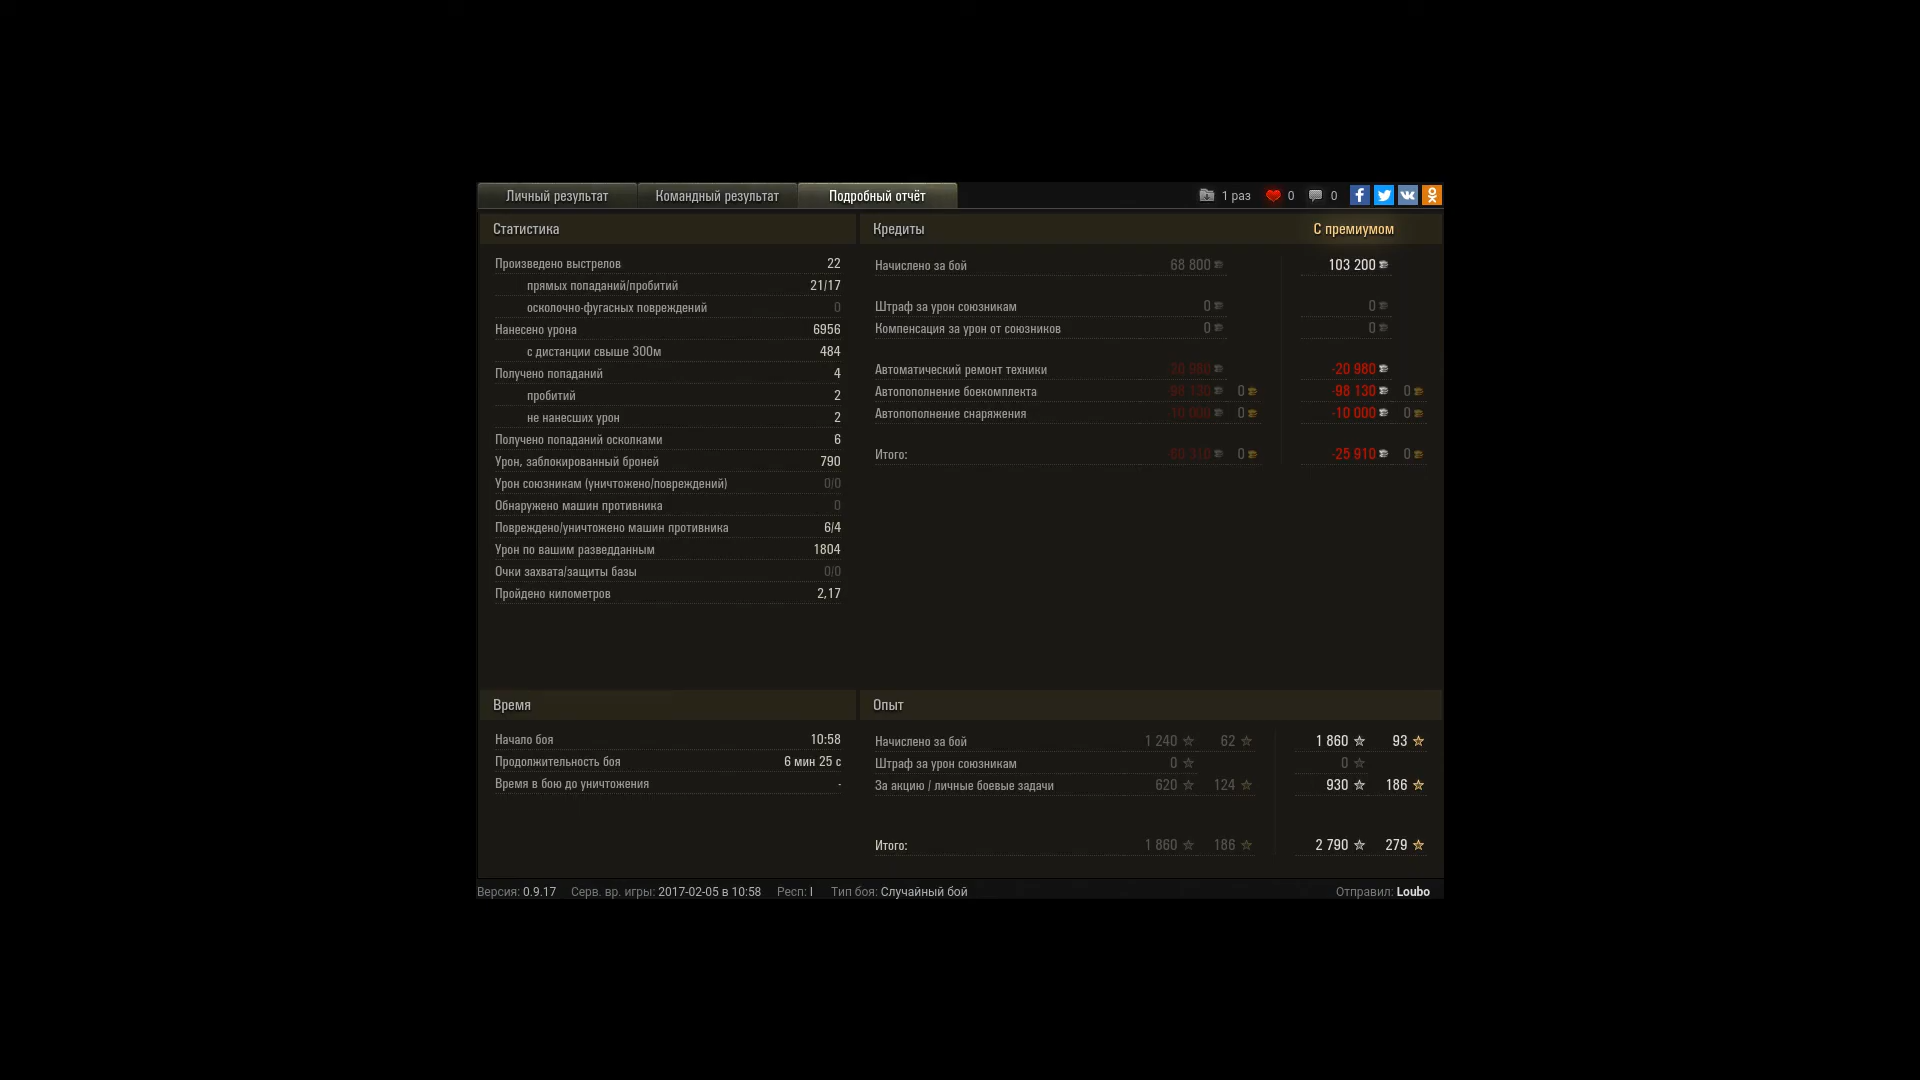 Личный результат Командный результат Подробный отчёт 1 раз 0 0
Статистика
Произведено выстрелов 22
прямых попаданий/пробитий 21/17
осколочно-фугасных повреждений 0
Нанесено урона 6956
с дистанции свыше 300м 484
Получено попаданий 4
пробитий 2
не нанесших урон 2
Получено попаданий осколками 6
Урон, заблокированный броней 790
Урон союзникам (уничтожено/повреждений) 0/0
Обнаружено машин противника 0
Повреждено/уничтожено машин противника 6/4
Урон по вашим разведданным 1804
Очки захвата/защиты базы 0/0
Пройдено километров 2,17
Кредиты С премиумом
Начислено за бой 68 800 103 200
Штраф за урон союзникам 0 0
Компенсация за урон от союзников 0 0
Автоматический ремонт техники -20 980 -20 980
Автопополнение боекомплекта -98 130 0 -98 130 0
Автопополнение снаряжения -10 000 0 -10 000 0
Итого: -60 310 0 -25 910 0
Время
Начало боя 10:58
Продолжительность боя 6 мин 25 с
Время в бою до уничтожения -
Опыт
Начислено за бой 1 240 62 1 860 93
Штраф за урон союзникам 0 0
За акцию / личные боевые задачи 620 124 930 186
Итого: 1 860 186 2 790 279
Версия: 0.9.17 Серв. вр. игры: 2017-02-05 в 10:58 Респ: I Тип боя: Случайный бой Отправил: Loubo